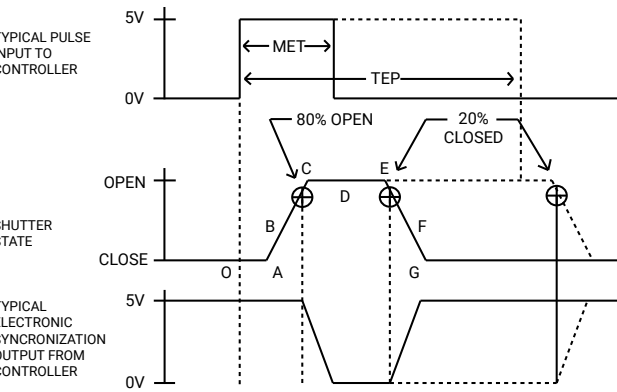 5V
TYPICAL PULSE
INPUT TO
CONTROLLER
MET
TEP
0V
80% OPEN
20%
CLOSED
C
E
OPEN
D
B
F
SHUTTER
STATE
CLOSE
O
A
G
5V
TYPICAL
ELECTRONIC
SYNCRONIZATION
OUTPUT FROM
CONTROLLER
0V